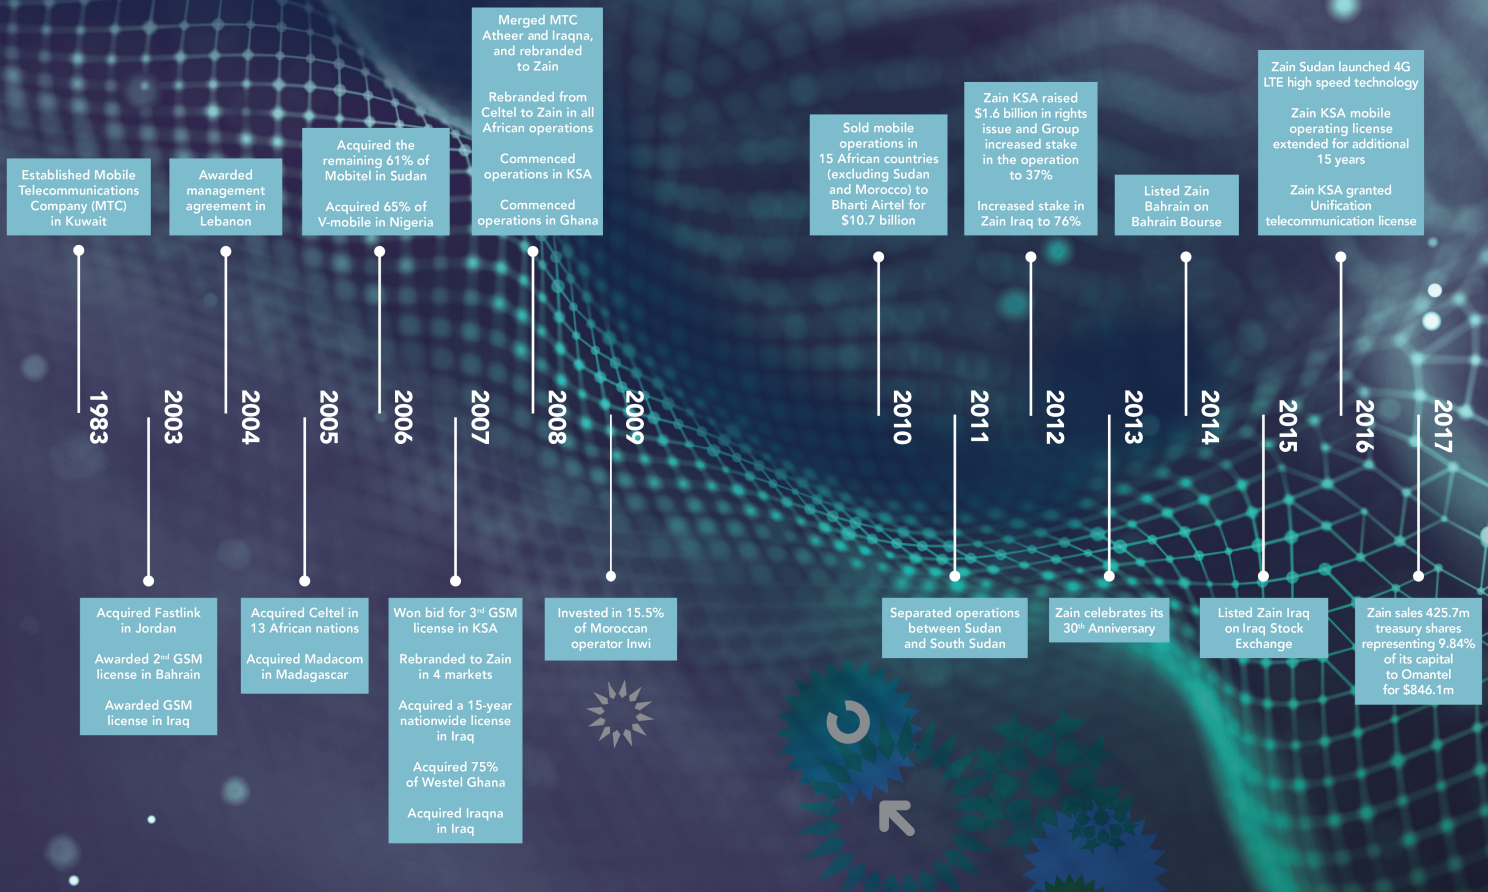 Established Mobile
Telecommunications
Company (MTC)
in Kuwait
1983
Acquired Fastlink
in Jordan
Awarded 2nd GSM
license in Bahrain
Awarded GSM
license in Iraq
2003
Awarded
management
agreement in
Lebanon
2004
Acquired Celtel in
13 African nations
Acquired Madacom
in Madagascar
2005
Acquired the
remaining 61% of
Mobitel in Sudan
Acquired 65% of
V-mobile in Nigeria
2006
Won bid for 3rd GSM
license in KSA
Rebranded to Zain
in 4 markets
Acquired a 15-year
nationwide license
in Iraq
Acquired 75%
of Westel Ghana
Acquired Iraqna
in Iraq
2007
Merged MTC
Atheer and Iraqna,
and rebranded
to Zain
Rebranded from
Celtel to Zain in all
African operations
Commenced
operations in KSA
Commenced
operations in Ghana
2008
Invested in 15.5%
of Moroccan
operator Inwi
2009
Sold mobile
operations in
15 African countries
(excluding Sudan
and Morocco) to
Bharti Airtel for
$10.7 billion
2010
Separated operations
between Sudan
and South Sudan
2011
Zain KSA raised
$1.6 billion in rights
issue and Group
increased stake
in the operation
to 37%
Increased stake in
Zain Iraq to 76%
2012
Zain celebrates its
30th Anniversary
2013
Listed Zain
Bahrain on
Bahrain Bourse
2014
Listed Zain Iraq
on Iraq Stock
Exchange
2015
Zain Sudan launched 4G
LTE high speed technology
Zain KSA mobile
operating license
extended for additional
15 years
Zain KSA granted
Unification
telecommunication license
2016
Zain sales 425.7m
treasury shares
representing 9.84%
of its capital
to Omantel
for $846.1m
2017